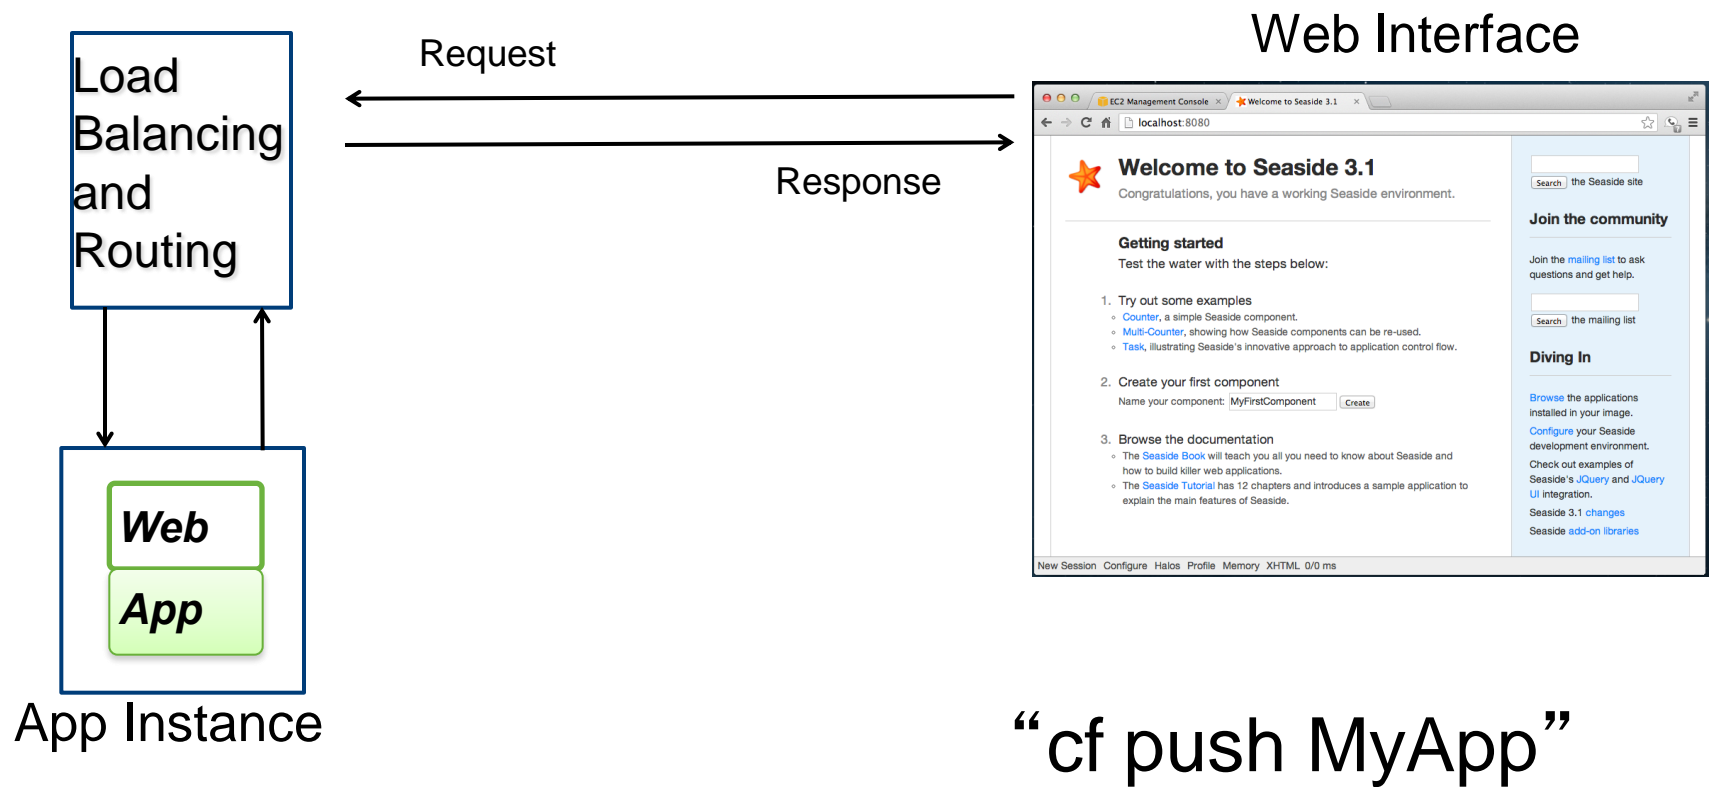 Web Interface
Request
Load
Balancing
and
Routing
Response
EC2 Management Console
Welcome to Seaside 3.1
localhost:8080
Welcome to Seaside 3.1
Congratulations, you have a working Seaside environment.
Getting started
Test the water with the steps below:
1. Try out some examples
Counter, a simple Seaside component.
Multi-Counter, showing how Seaside components can be re-used.
Task, illustrating Seaside's innovative approach to application control flow.
2. Create your first component
Name your component: MyFirstComponent Create
3. Browse the documentation
The Seaside Book will teach you all you need to know about Seaside and
how to build killer web applications.
The Seaside Tutorial has 12 chapters and introduces a sample application to
explain the main features of Seaside.
Search the Seaside site
Join the community
Join the mailing list to ask
questions and get help.
Search the mailing list
Diving In
Browse the applications
installed in your image.
Configure your Seaside
development environment.
Check out examples of
Seaside's JQuery and JQuery
UI integration.
Seaside 3.1 changes
Seaside add-on libraries
New Session Configure Halos Profile Memory XHTML 0/0 ms
Web
App
App Instance
“cf push MyApp”